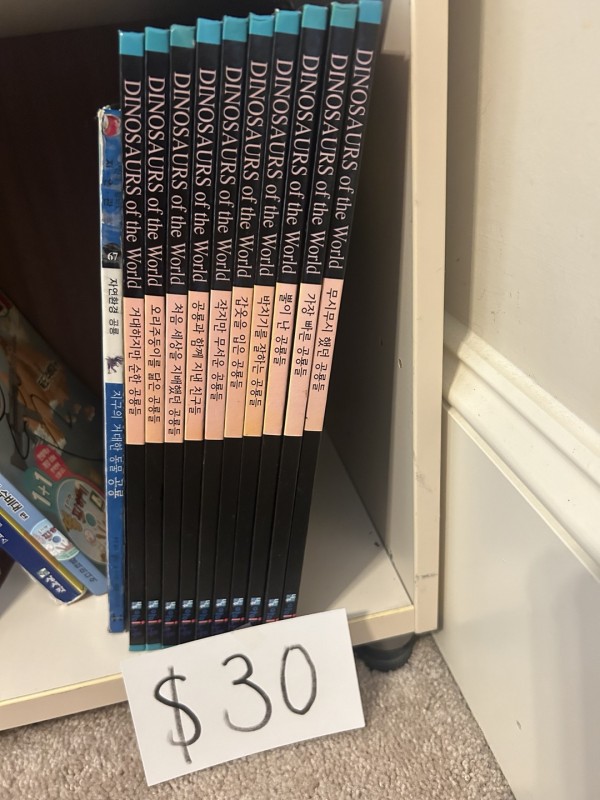 67
자연환경 공룡
지구의 거대한 동물 공룡
DINOSAURS of the World
거대하지만 순한 공룡들
DINOSAURS of the World
오리주둥이를 닮은 공룡들
DINOSAURS of the World
처음 세상을 지배했던 공룡들
DINOSAURS of the World
공룡과 함께 지낸 친구들
DINOSAURS of the World
작지만 무서운 공룡들
DINOSAURS of the World
갑옷을 입은 공룡들
DINOSAURS of the World
박치기를 잘하는 공룡들
DINOSAURS of the World
뿔이 난 공룡들
DINOSAURS of the World
가장 빠른 공룡들
DINOSAURS of the World
무시무시 했던 공룡들
1+1
$30